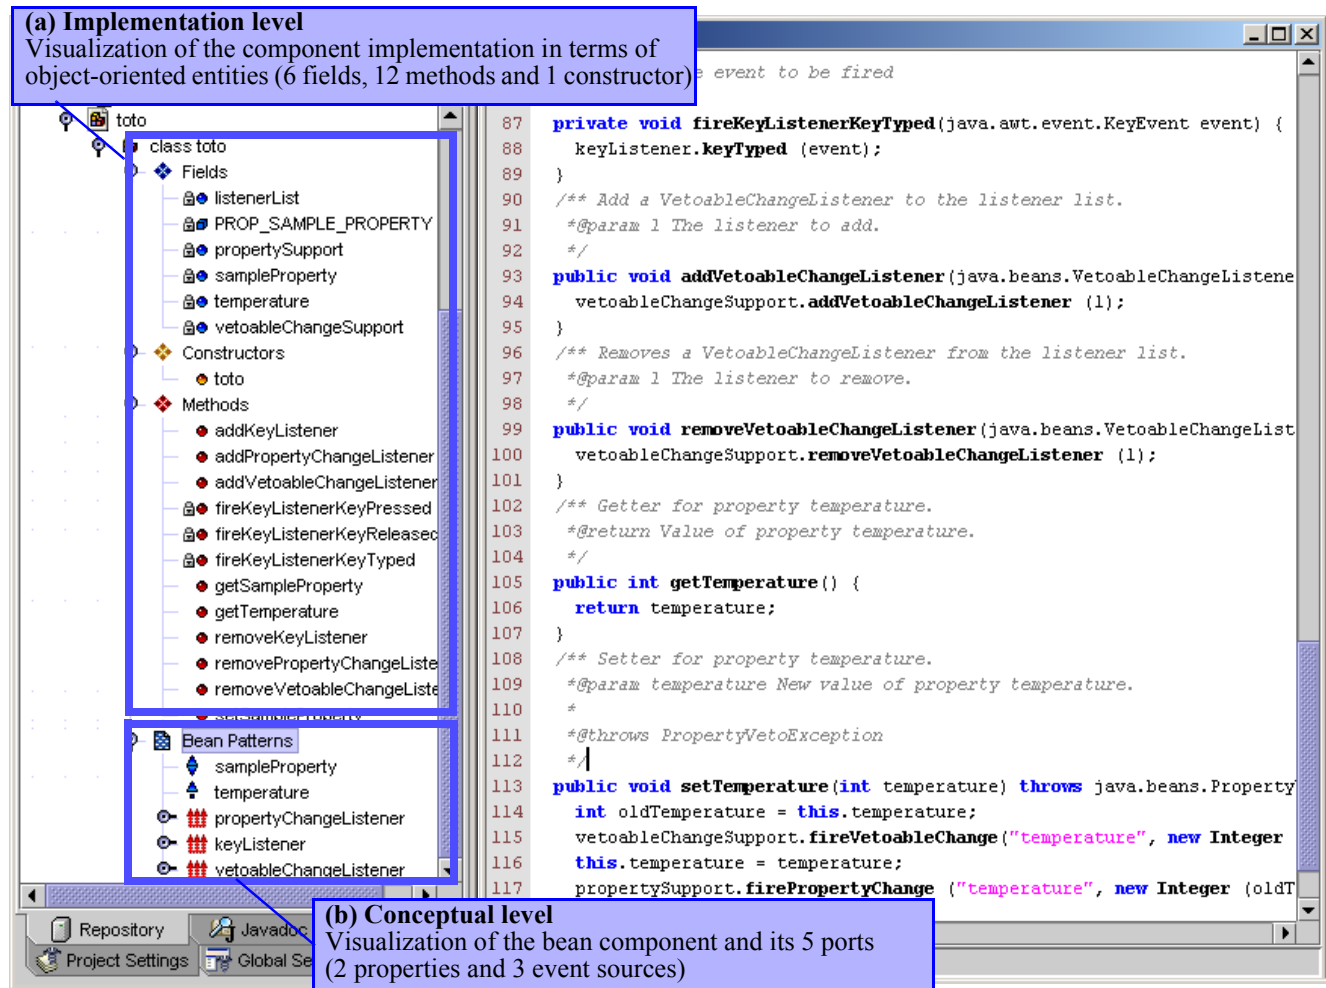 (a) Implementation level
Visualization of the component implementation in terms of
object-oriented entities (6 fields, 12 methods and 1 constructor)
toto
class toto
Fields
listenerList
PROP_SAMPLE_PROPERTY
propertySupport
sampleProperty
temperature
vetoableChangeSupport
Constructors
toto
Methods
addKeyListener
addPropertyChangeListener
addVetoableChangeListener
fireKeyListenerKeyPressed
fireKeyListenerKeyReleased
fireKeyListenerKeyTyped
getSampleProperty
getTemperature
removeKeyListener
removePropertyChangeListe
removeVetoableChangeListe
setSampleProperty
Bean Patterns
sampleProperty
temperature
propertyChangeListener
keyListener
vetoableChangeListener
Repository
Javadoc
Project Settings
Global Se
e event to be fired
87 private void fireKeyListenerKeyTyped(java.awt.event.KeyEvent event) {
88 keyListener.keyTyped (event);
89 }
90 /** Add a VetoableChangeListener to the listener list.
91 *@param l The listener to add.
92 */
93 public void addVetoableChangeListener(java.beans.VetoableChangeListene
94 vetoableChangeSupport.addVetoableChangeListener (l);
95 }
96 /** Removes a VetoableChangeListener from the listener list.
97 *@param l The listener to remove.
98 */
99 public void removeVetoableChangeListener(java.beans.VetoableChangeList
100 vetoableChangeSupport.removeVetoableChangeListener (l);
101 }
102 /** Getter for property temperature.
103 *@return Value of property temperature.
104 */
105 public int getTemperature() {
106 return temperature;
107 }
108 /** Setter for property temperature.
109 *@param temperature New value of property temperature.
110 *
111 *@throws PropertyVetoException
112 */
113 public void setTemperature(int temperature) throws java.beans.Property
114 int oldTemperature = this.temperature;
115 vetoableChangeSupport.fireVetoableChange("temperature", new Integer
116 this.temperature = temperature;
117 propertySupport.firePropertyChange ("temperature", new Integer (oldT
(b) Conceptual level
Visualization of the bean component and its 5 ports
(2 properties and 3 event sources)